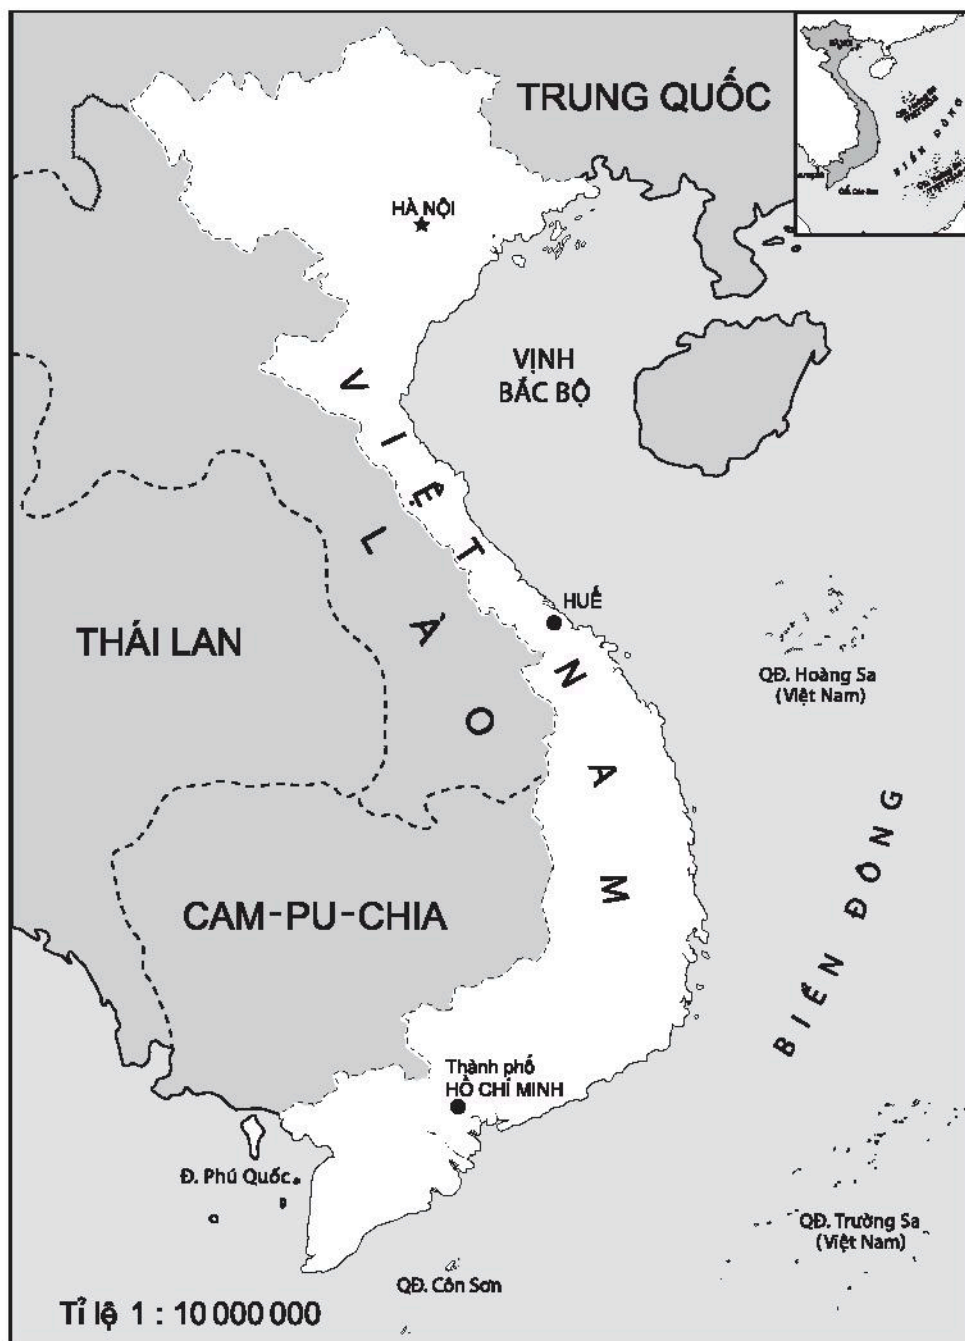 TRUNG QUỐC
HÀ NỘI
VỊNH
BẮC BỘ
VIỆT NAM
LÀO
HUẾ
THÁI LAN
QĐ. Hoàng Sa
(Việt Nam)
BIỂN ĐÔNG
CAM-PU-CHIA
Thành phố
HỒ CHÍ MINH
Đ. Phú Quốc
QĐ. Trường Sa
(Việt Nam)
QĐ. Côn Sơn
Tỉ lệ 1 : 10 000 000
BIỂN ĐÔNG